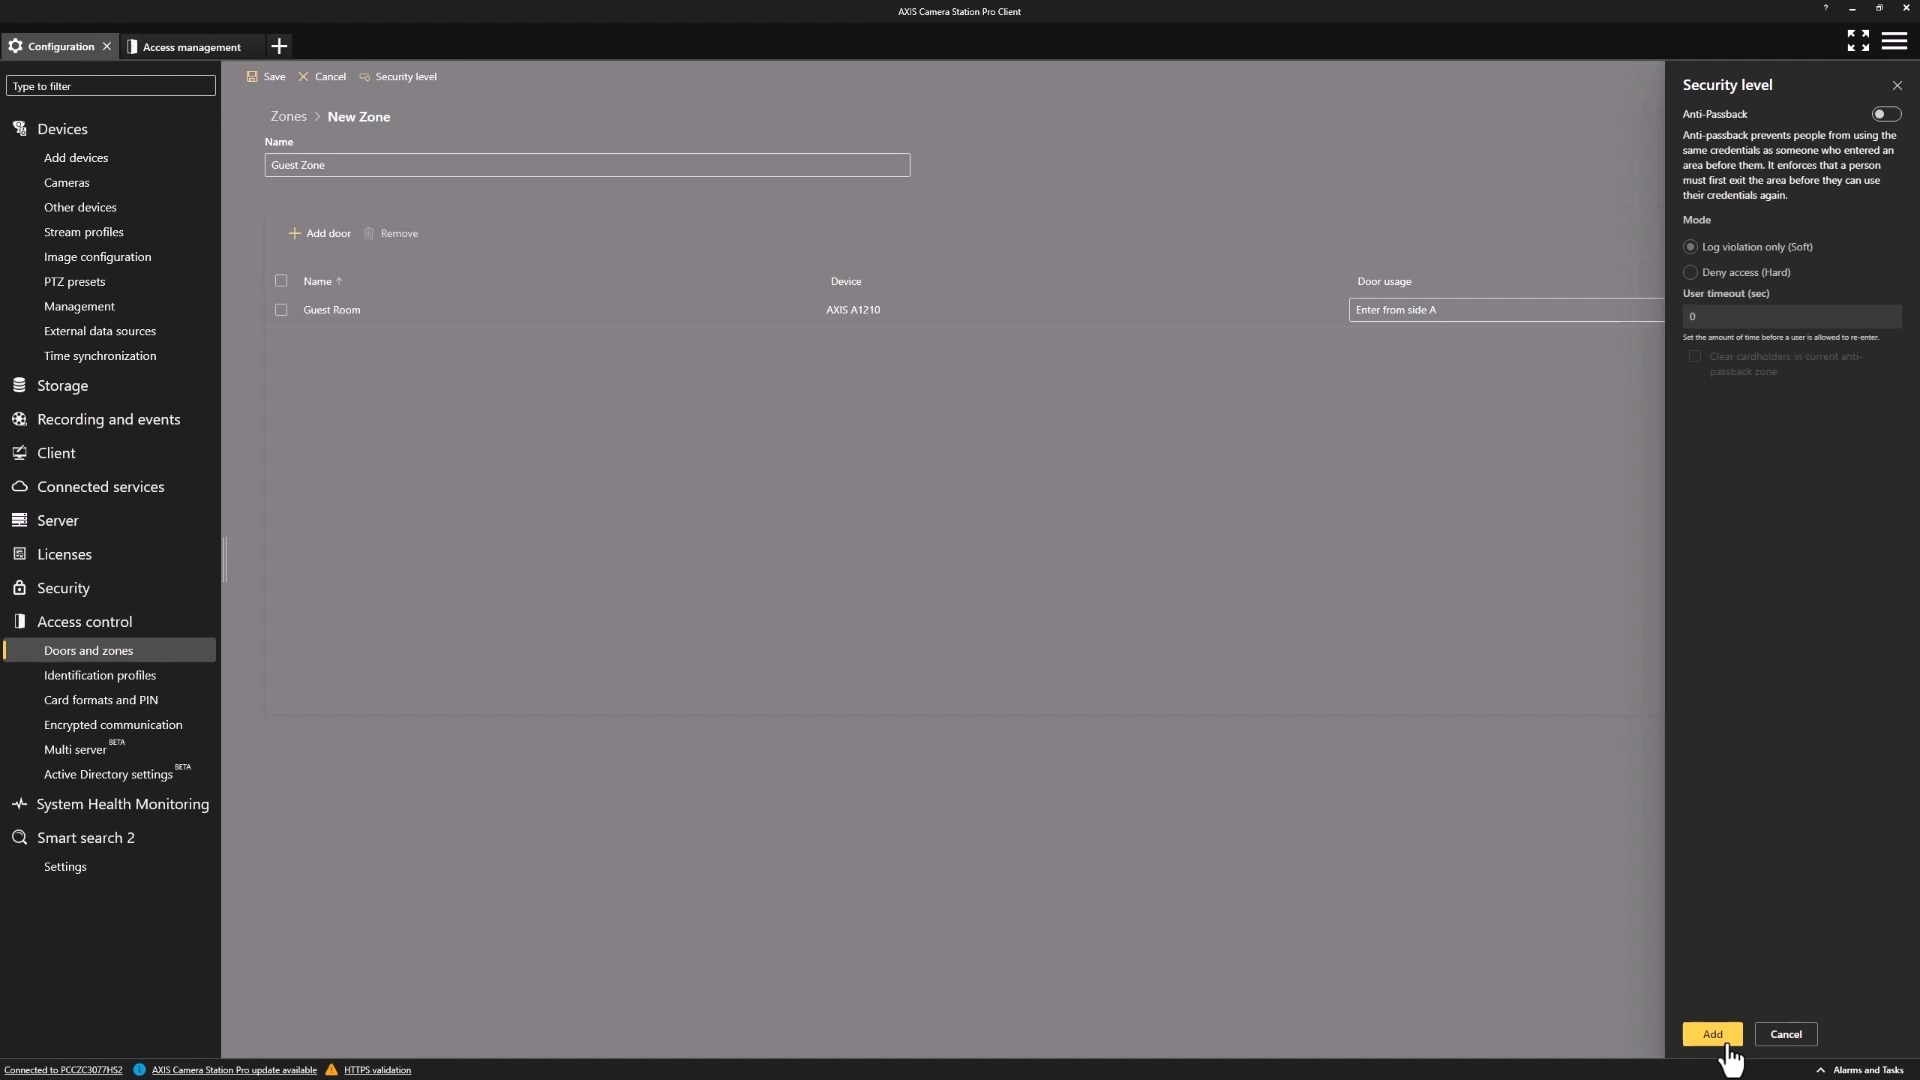 AXIS Camera Station Pro Client
?
Configuration
Access management
Type to filter
Devices
Add devices
Cameras
Other devices
Stream profiles
Image configuration
PTZ presets
Management
External data sources
Time synchronization
Storage
Recording and events
Client
Connected services
Server
Licenses
Security
Access control
Doors and zones
Identification profiles
Card formats and PIN
Encrypted communication
Multi server BETA
Active Directory settings BETA
System Health Monitoring
Smart search 2
Settings
Save Cancel Security level
Zones > New Zone
Name
Guest Zone
Add door Remove
Name Device Door usage
Guest Room AXIS A1210 Enter from side A
Security level
Anti-Passback
Anti-passback prevents people from using the
same credentials as someone who entered an
area before them. It enforces that a person
must first exit the area before they can use
their credentials again.
Mode
Log violation only (Soft)
Deny access (Hard)
User timeout (sec)
0
Set the amount of time before a user is allowed to re-enter.
Clear cardholders in current anti-
passback zone
Add Cancel
Connected to PCCZC3077HS2 AXIS Camera Station Pro update available HTTPS validation Alarms and Tasks